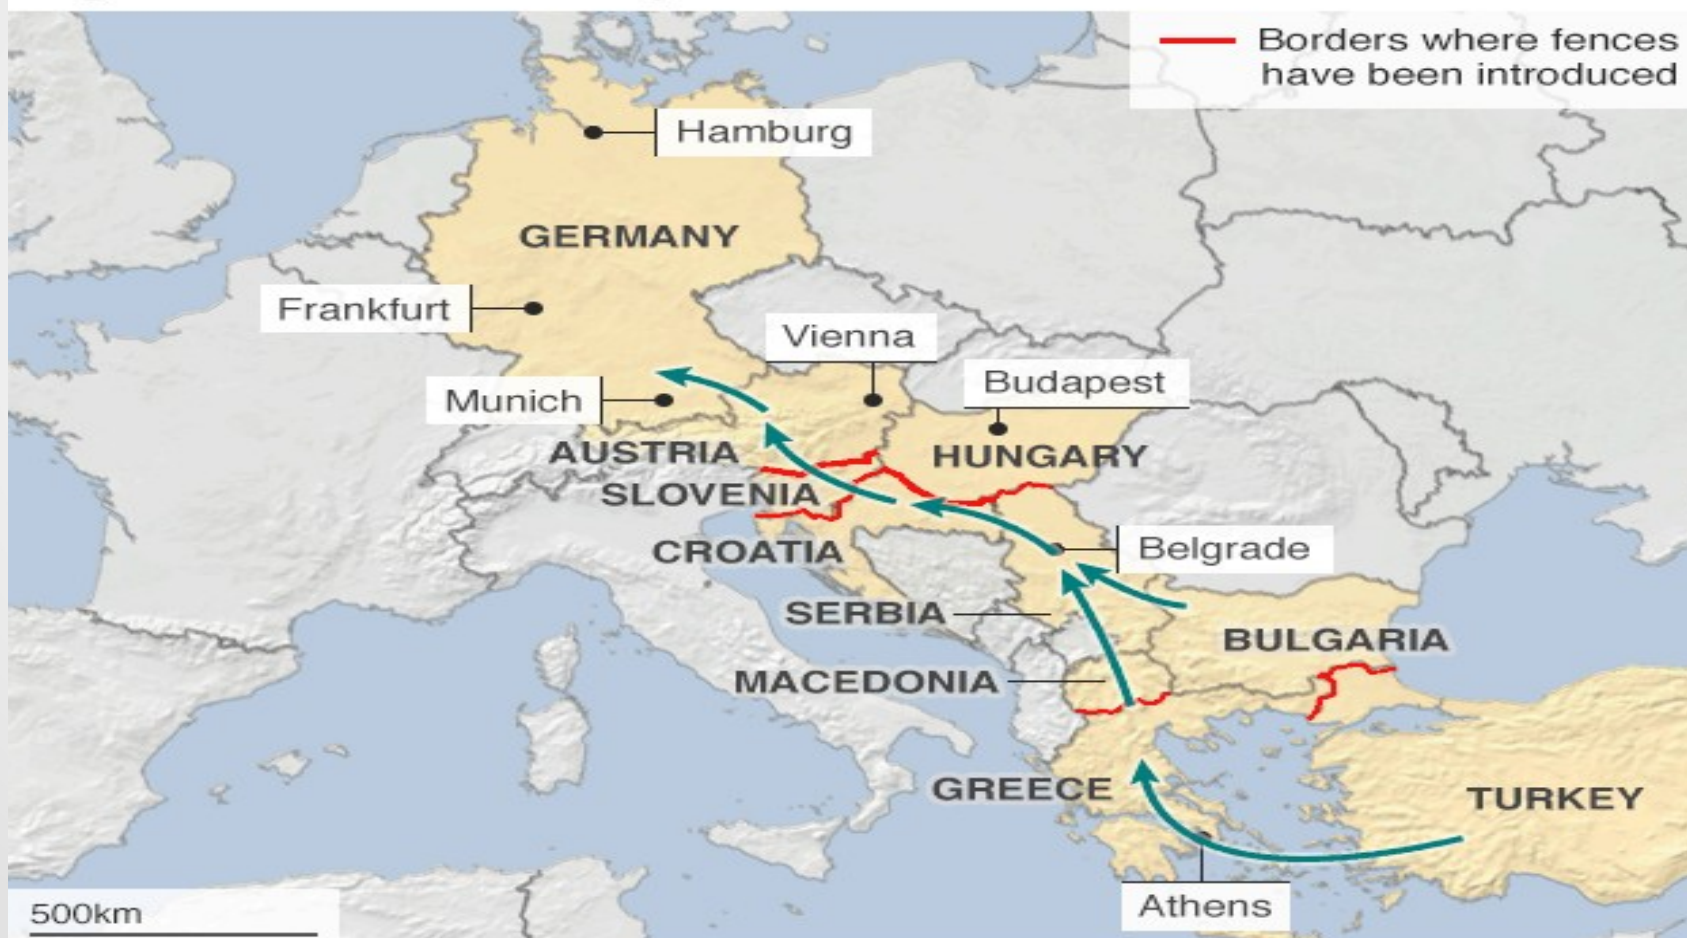 Borders where fences
have been introduced
Hamburg
GERMANY
Frankfurt
Vienna
Budapest
Munich
AUSTRIA
HUNGARY
SLOVENIA
CROATIA
Belgrade
SERBIA
BULGARIA
MACEDONIA
GREECE
TURKEY
Athens
500km